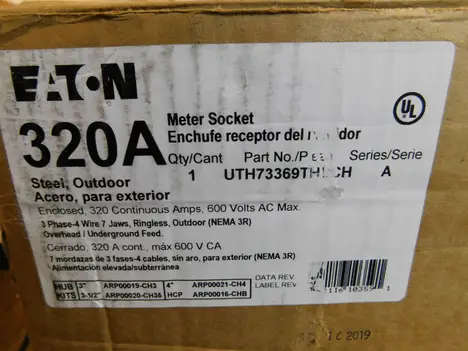 EATON
320A
Meter Socket
Enchufe receptor del
UL
Qty/Cant Part No./P Series/Serie
1 A
Steel, Outdoor
Acero, para exterior
Enclosed, 320 Continuous Amps, 600 Volts AC Max.
3 Phase-4 Wire 7 Jaws, Ringless, Outdoor (NEMA 3R)
Overhead / Underground Feed.
Cerrado, 320 A cont., máx 600 V CA
7 mordazas de 3 fases-4 cables, sin aro, para exterior (NEMA 3R)
Alimentación elevada/subterránea
HUB 3" ARP00019-CH3 4" ARP00021-CH4
KITS 3-1/2" ARP00020-CH35 HCP ARP00016-CHB
DATA REV.
LABEL REV.
2019